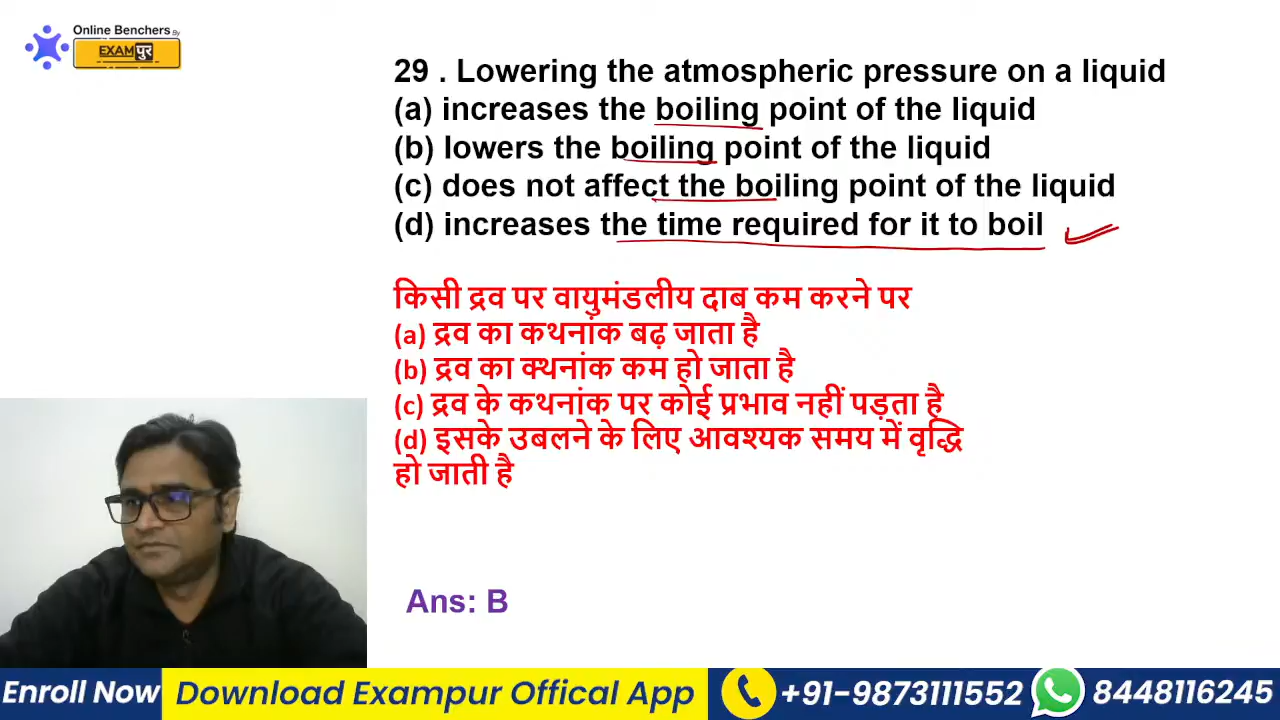 Online Benchers By
EXAMপুर
29 . Lowering the atmospheric pressure on a liquid
(a) increases the boiling point of the liquid
(b) lowers the boiling point of the liquid
(c) does not affect the boiling point of the liquid
(d) increases the time required for it to boil
किसी द्रव पर वायुमंडलीय दाब कम करने पर
(a) द्रव का कथनांक बढ़ जाता है
(b) द्रव का क्थनांक कम हो जाता है
(c) द्रव के कथनांक पर कोई प्रभाव नहीं पड़ता है
(d) इसके उबलने के लिए आवश्यक समय में वृद्धि
हो जाती है
Ans: B
Enroll Now Download Exampur Offical App +91-9873111552 8448116245